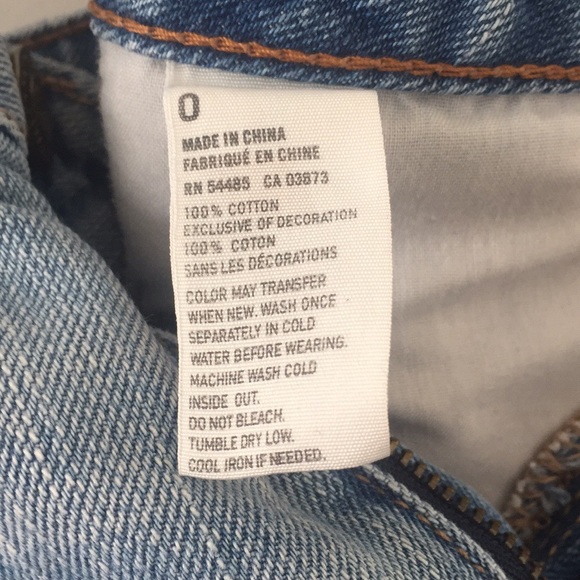 0
MADE IN CHINA
FABRIQUÉ EN CHINE
RN 54485 CA 03873
100% COTTON
EXCLUSIVE OF DECORATION
100% COTON
SANS LES DÉCORATIONS
COLOR MAY TRANSFER
WHEN NEW. WASH ONCE
SEPARATELY IN COLD
WATER BEFORE WEARING.
MACHINE WASH COLD
INSIDE OUT.
DO NOT BLEACH.
TUMBLE DRY LOW.
COOL IRON IF NEEDED.